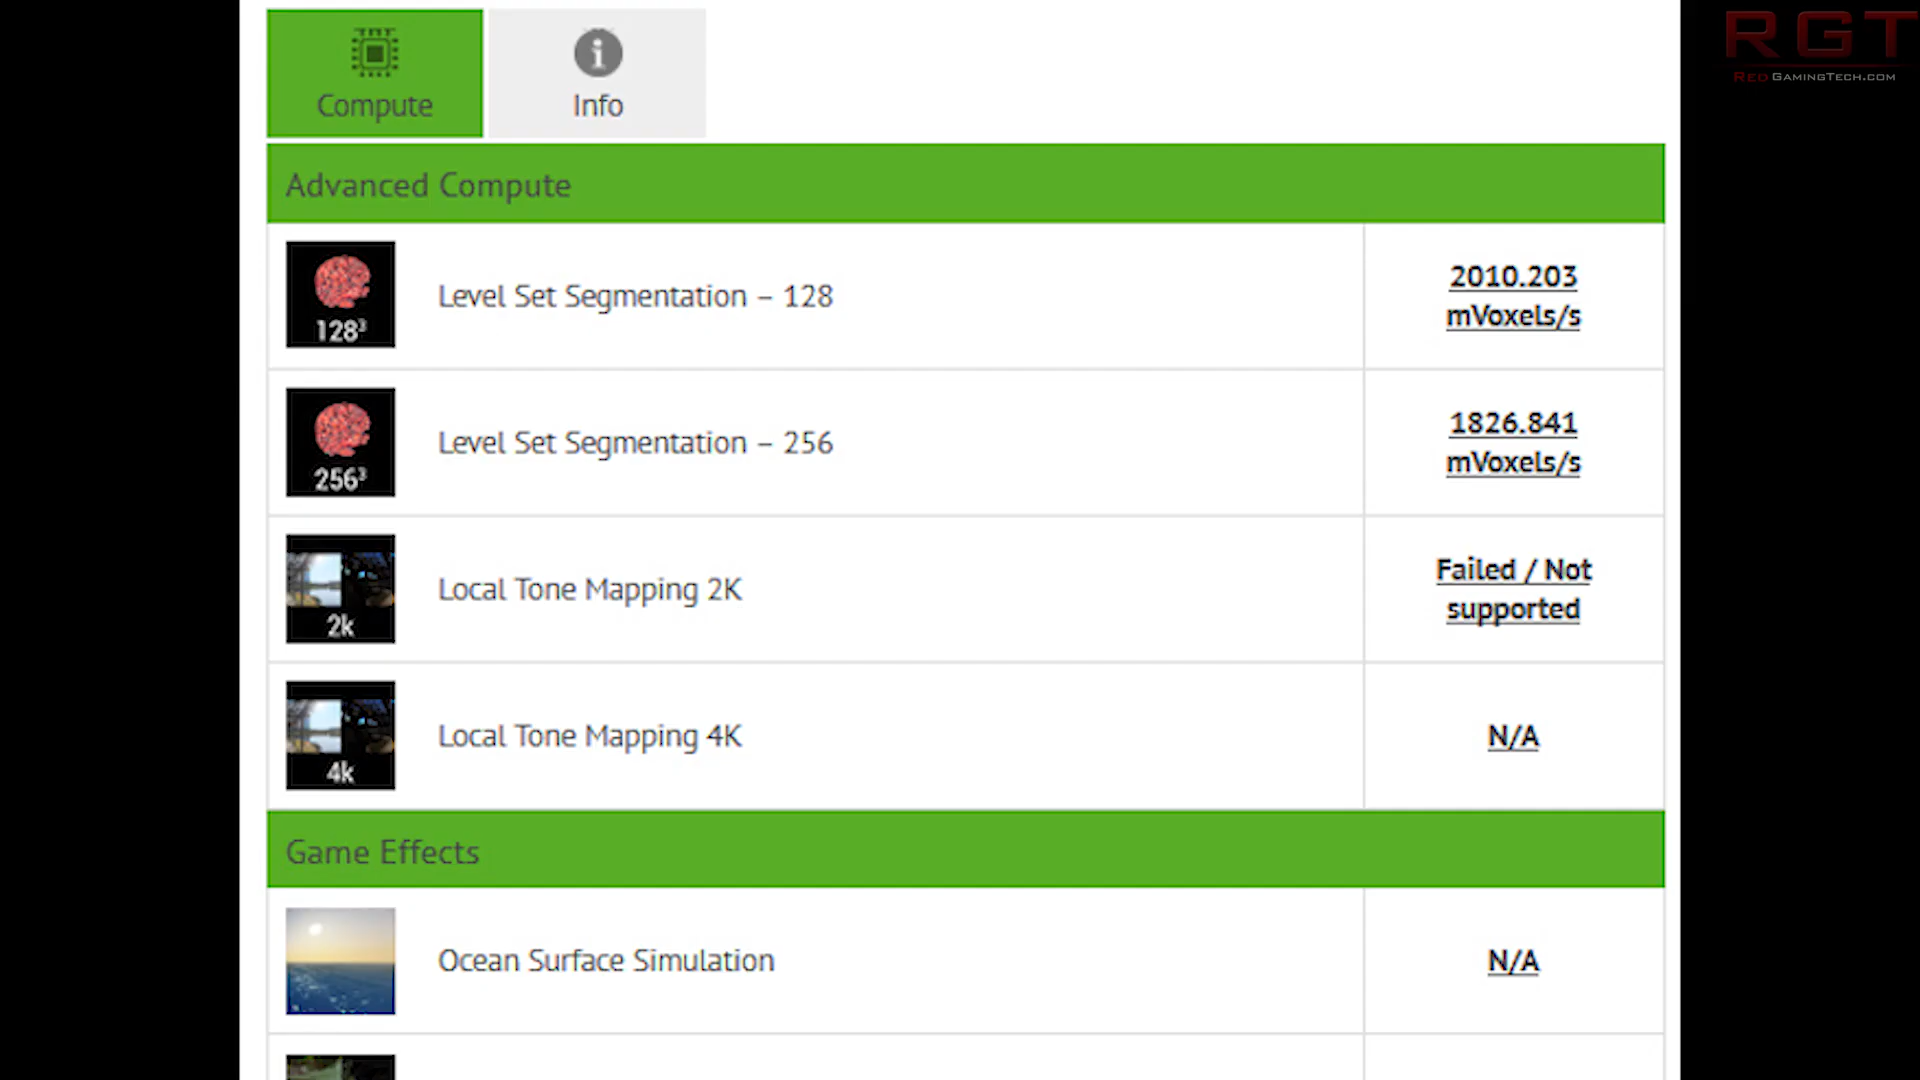 RGT
RedGamingTech.com
Compute
Info
Advanced Compute
128³
Level Set Segmentation – 128
2010.203
mVoxels/s
256³
Level Set Segmentation – 256
1826.841
mVoxels/s
2k
Local Tone Mapping 2K
Failed / Not
supported
4k
Local Tone Mapping 4K
N/A
Game Effects
Ocean Surface Simulation
N/A